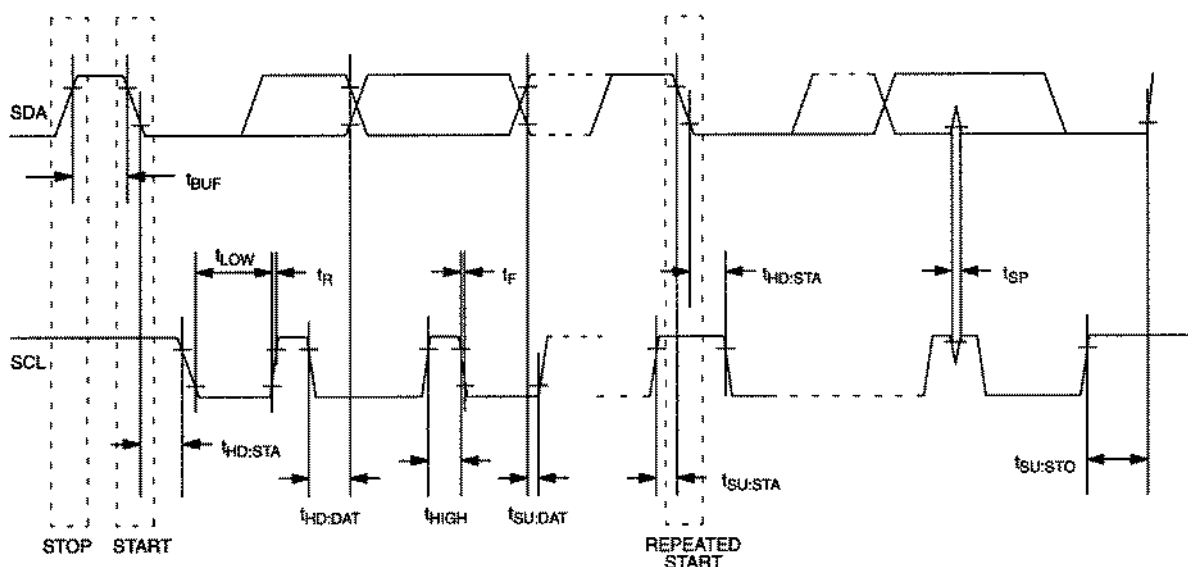 SDA
tBUF
tLOW
tR
tF
tHD:STA
tSP
SCL
tHD:STA
tHD:DAT
tHIGH
tSU:DAT
tSU:STA
tSU:STO
STOP
START
REPEATED
START